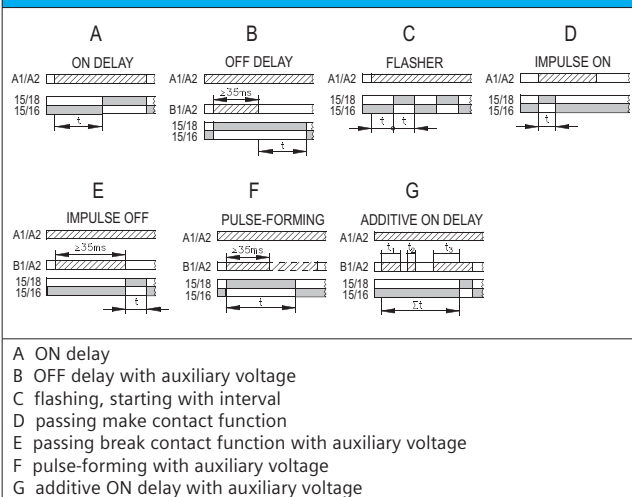 A B C D
ON DELAY OFF DELAY FLASHER IMPULSE ON
A1/A2 A1/A2 A1/A2 A1/A2
≥35ms
15/18 B1/A2 15/18 15/18
15/16 15/16 15/16
15/18
15/16
t t t t t
E F G
IMPULSE OFF PULSE-FORMING ADDITIVE ON DELAY
A1/A2 A1/A2 A1/A2
≥35ms ≥35ms t₁ t₂ t₃
B1/A2 B1/A2 B1/A2
15/18 15/18 15/18
15/16 15/16 15/16
t t Σt
A ON delay
B OFF delay with auxiliary voltage
C flashing, starting with interval
D passing make contact function
E passing break contact function with auxiliary voltage
F pulse-forming with auxiliary voltage
G additive ON delay with auxiliary voltage